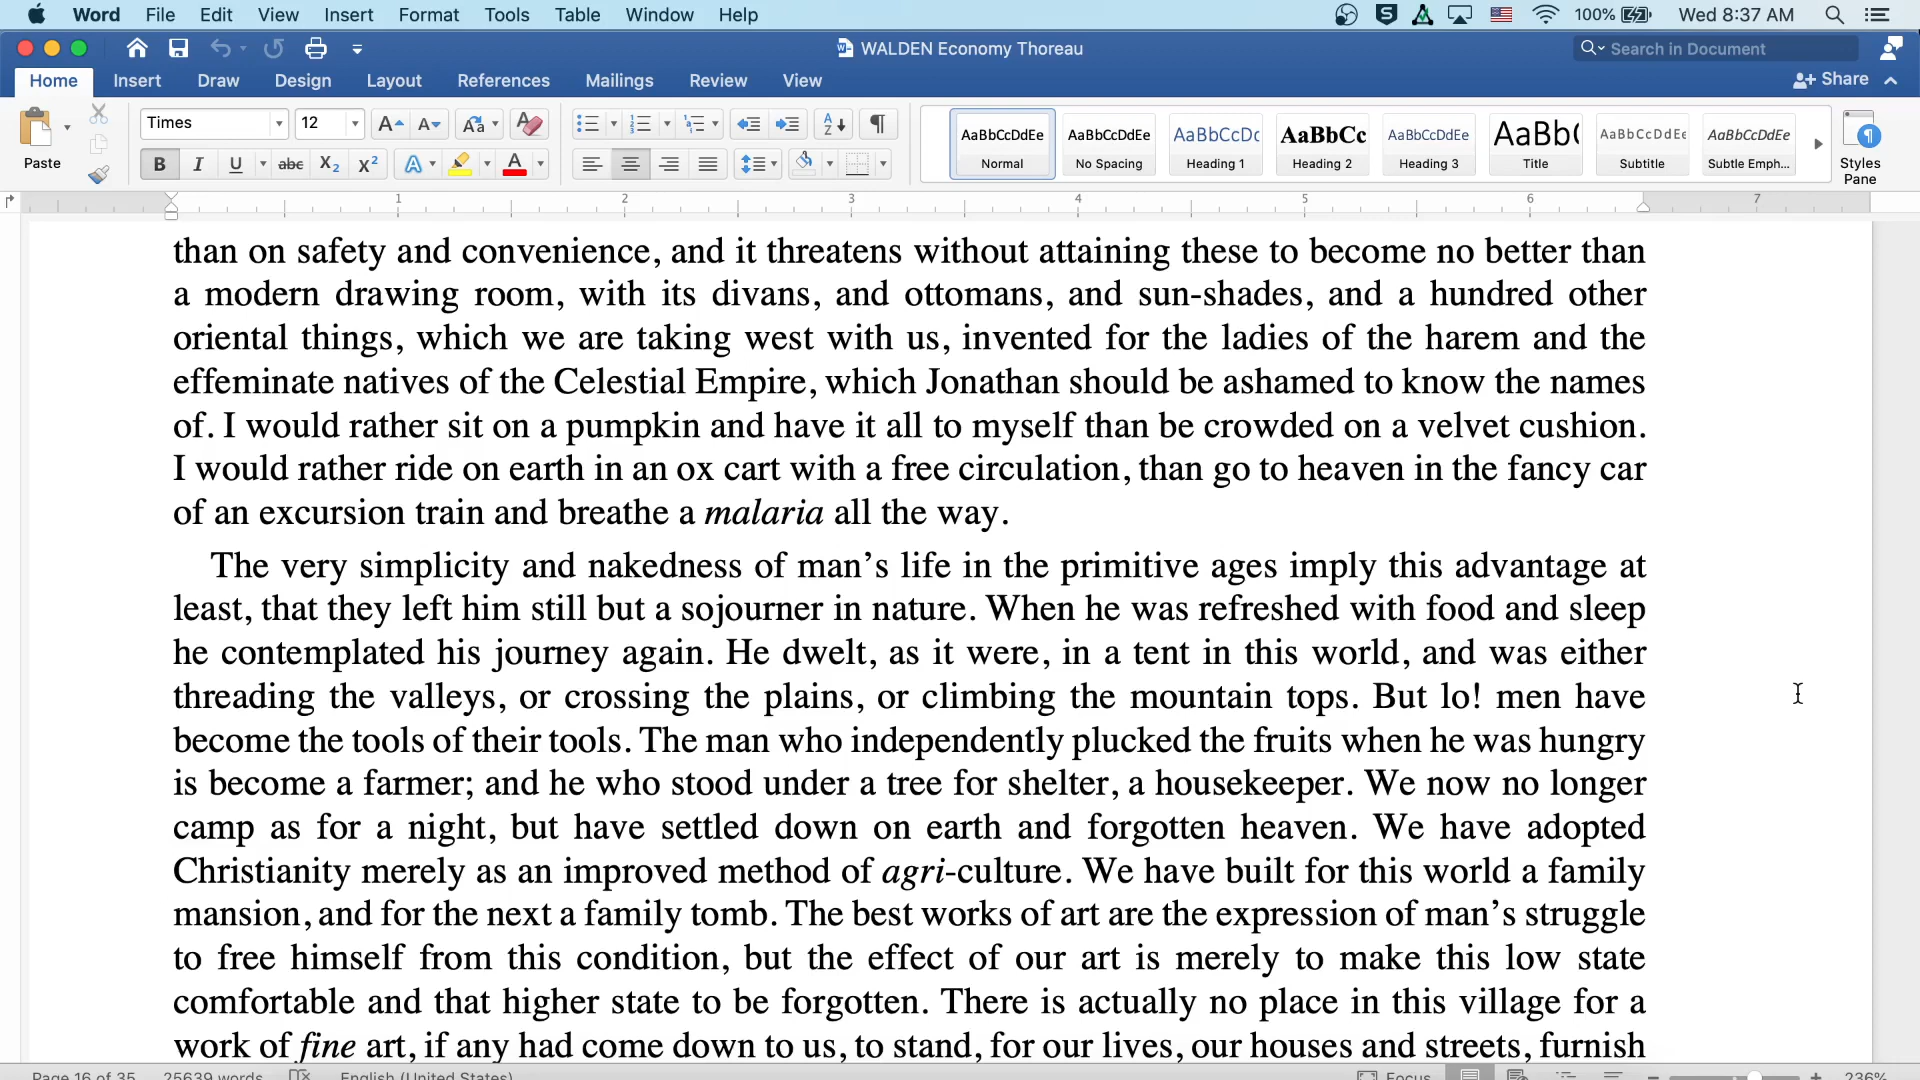 Word File Edit View Insert Format Tools Table Window Help 100% Wed 8:37 AM
WALDEN Economy Thoreau Search in Document
Home Insert Draw Design Layout References Mailings Review View Share
Paste Times 12 AaBbCcDdEe Normal AaBbCcDdEe No Spacing AaBbCcDc Heading 1 AaBbCc Heading 2 AaBbCcDdEe Heading 3 AaBb( Title AaBbCcDdEe Subtitle AaBbCcDdEe Subtle Emph... Styles Pane
B I U abc X₂ X² A A
1 2 3 4 5 6 7
than on safety and convenience, and it threatens without attaining these to become no better than
a modern drawing room, with its divans, and ottomans, and sun-shades, and a hundred other
oriental things, which we are taking west with us, invented for the ladies of the harem and the
effeminate natives of the Celestial Empire, which Jonathan should be ashamed to know the names
of. I would rather sit on a pumpkin and have it all to myself than be crowded on a velvet cushion.
I would rather ride on earth in an ox cart with a free circulation, than go to heaven in the fancy car
of an excursion train and breathe a malaria all the way.
The very simplicity and nakedness of man’s life in the primitive ages imply this advantage at
least, that they left him still but a sojourner in nature. When he was refreshed with food and sleep
he contemplated his journey again. He dwelt, as it were, in a tent in this world, and was either
threading the valleys, or crossing the plains, or climbing the mountain tops. But lo! men have
become the tools of their tools. The man who independently plucked the fruits when he was hungry
is become a farmer; and he who stood under a tree for shelter, a housekeeper. We now no longer
camp as for a night, but have settled down on earth and forgotten heaven. We have adopted
Christianity merely as an improved method of agri-culture. We have built for this world a family
mansion, and for the next a family tomb. The best works of art are the expression of man’s struggle
to free himself from this condition, but the effect of our art is merely to make this low state
comfortable and that higher state to be forgotten. There is actually no place in this village for a
work of fine art, if any had come down to us, to stand, for our lives, our houses and streets, furnish
Page 16 of 35 25639 words English (United States) Focus 236%